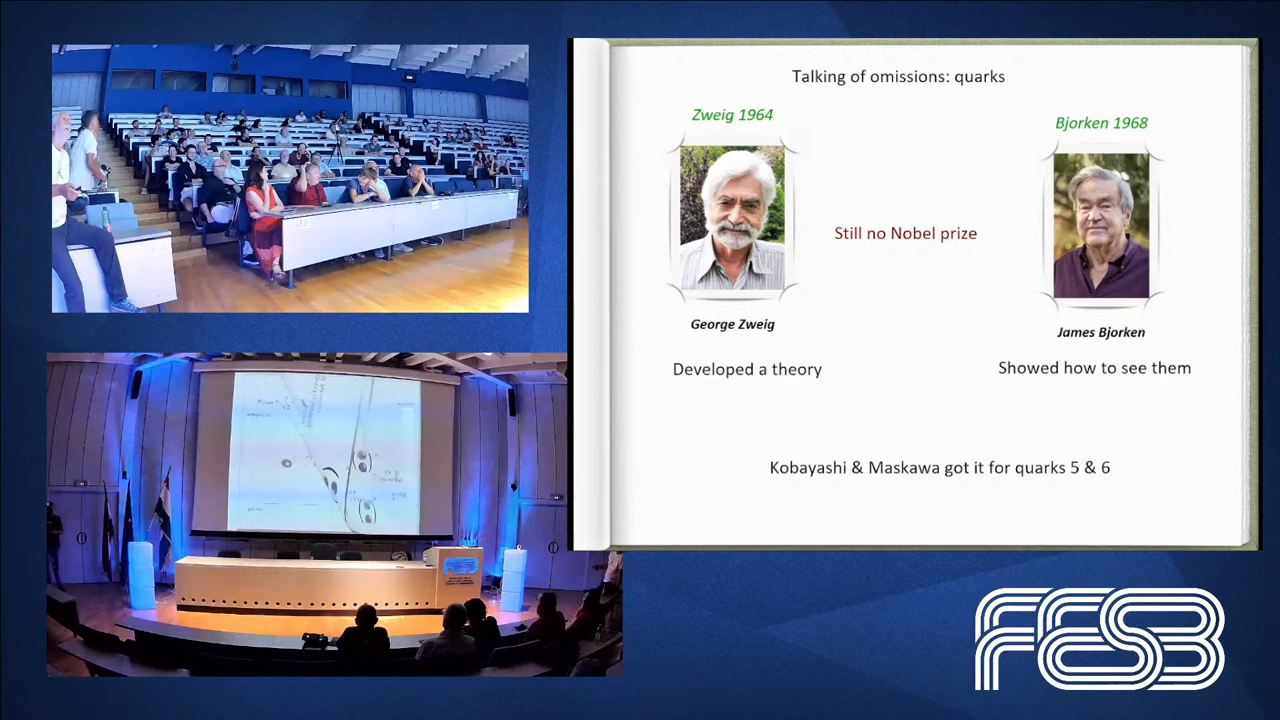 Talking of omissions: quarks
Zweig 1964
Bjorken 1968
Still no Nobel prize
George Zweig
James Bjorken
Developed a theory
Showed how to see them
Kobayashi & Maskawa got it for quarks 5 & 6
FESB